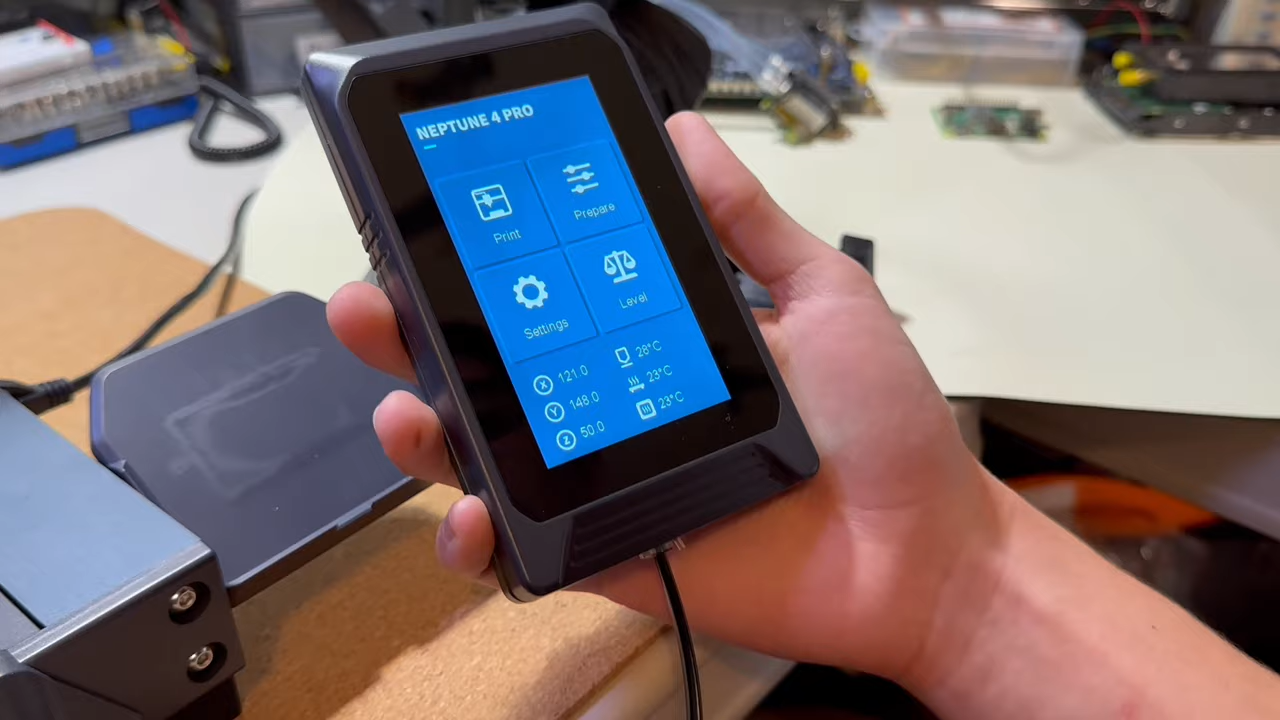 NEPTUNE 4 PRO
Print
Prepare
Settings
Level
X 121.0
28°C
Y 148.0
23°C
Z 50.0
23°C